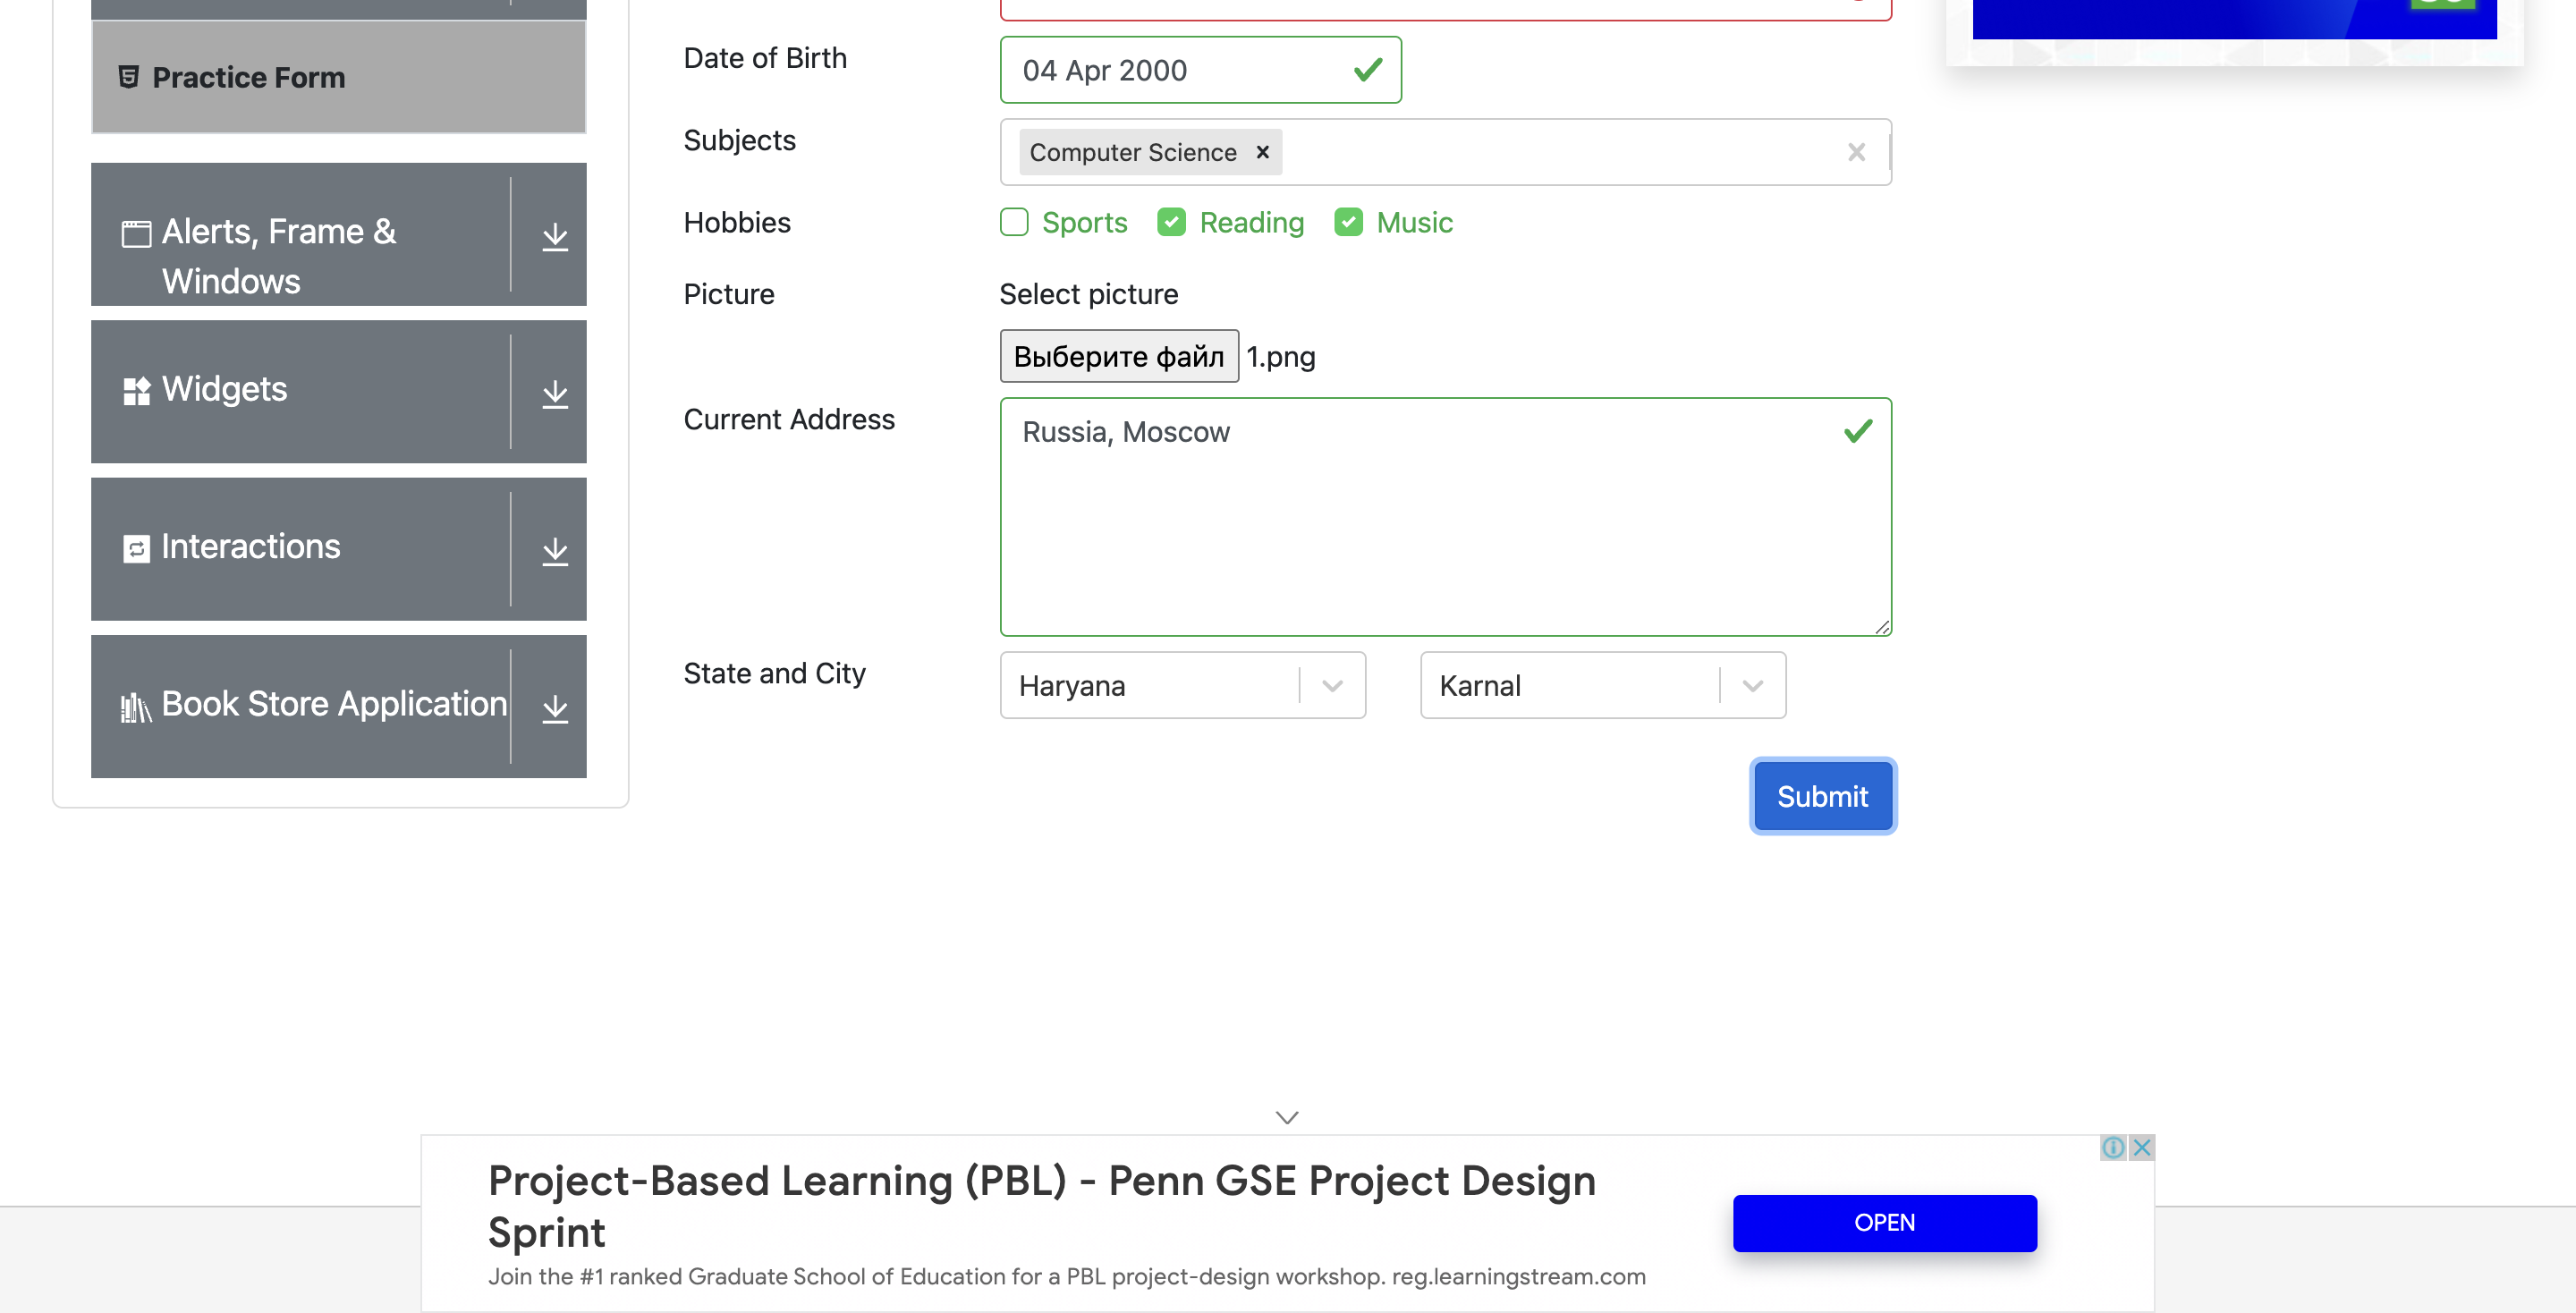 Practice Form
Alerts, Frame &
Windows
Widgets
Interactions
Book Store Application
Date of Birth
04 Apr 2000
Subjects
Computer Science
Hobbies
Sports
Reading
Music
Picture
Select picture
Выберите файл 1.png
Current Address
Russia, Moscow
State and City
Haryana
Karnal
Submit
Project-Based Learning (PBL) - Penn GSE Project Design
Sprint
Join the #1 ranked Graduate School of Education for a PBL project-design workshop. reg.learningstream.com
OPEN